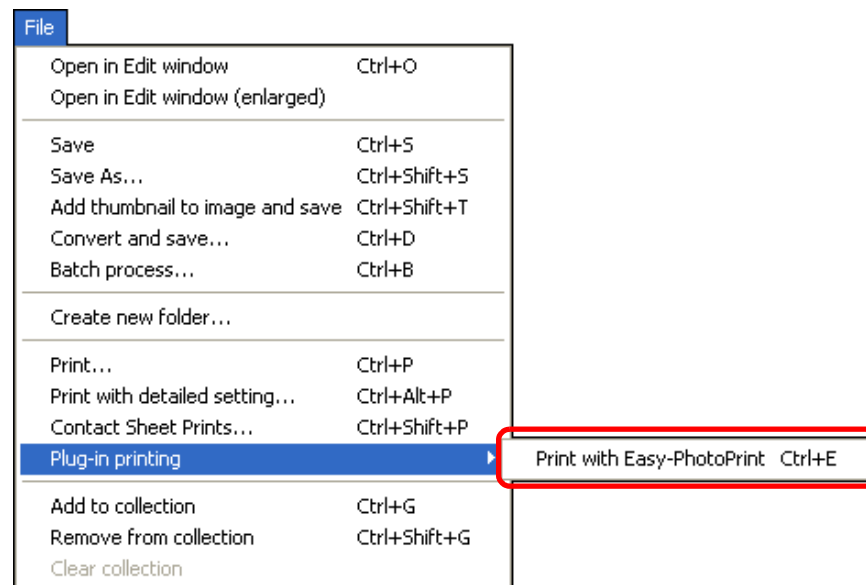 File
Open in Edit window Ctrl+O
Open in Edit window (enlarged)
Save Ctrl+S
Save As... Ctrl+Shift+S
Add thumbnail to image and save Ctrl+Shift+T
Convert and save... Ctrl+D
Batch process... Ctrl+B
Create new folder...
Print... Ctrl+P
Print with detailed setting... Ctrl+Alt+P
Contact Sheet Prints... Ctrl+Shift+P
Plug-in printing Print with Easy-PhotoPrint Ctrl+E
Add to collection Ctrl+G
Remove from collection Ctrl+Shift+G
Clear collection